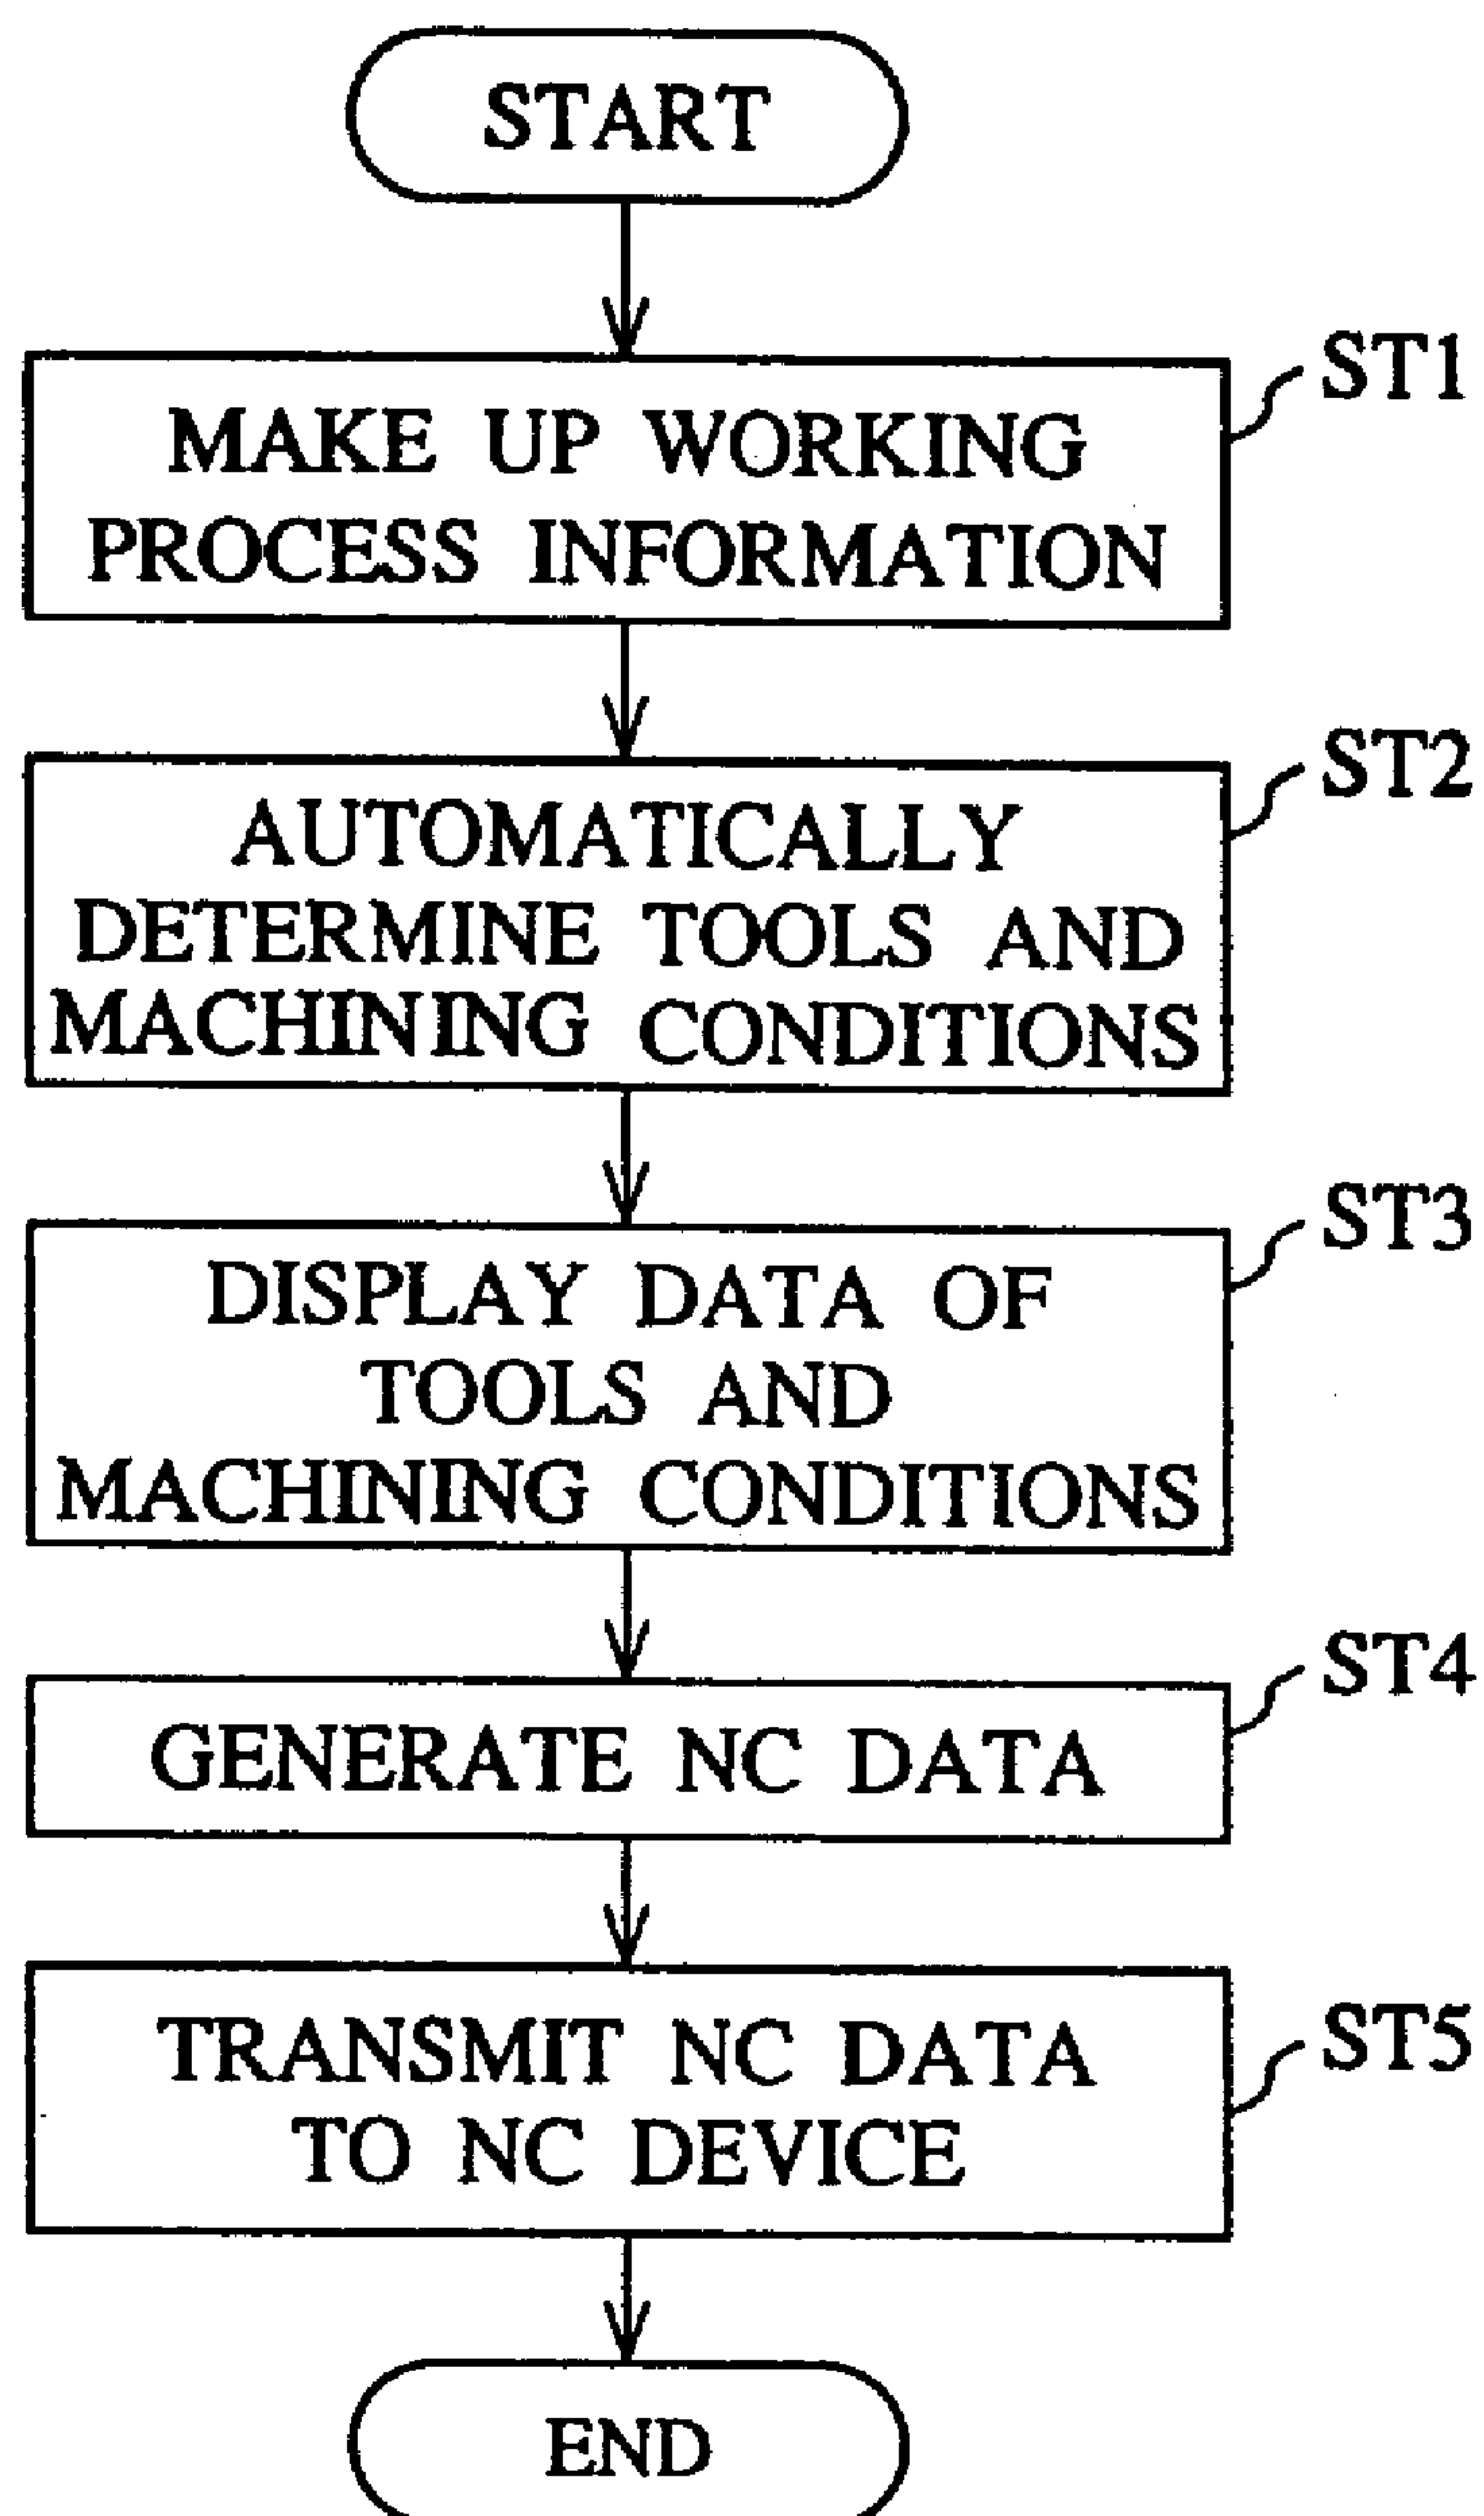 START
ST1
MAKE UP WORKING
PROCESS INFORMATION
ST2
AUTOMATICALLY
DETERMINE TOOLS AND
MACHINING CONDITIONS
ST3
DISPLAY DATA OF
TOOLS AND
MACHINING CONDITIONS
ST4
GENERATE NC DATA
ST5
TRANSMIT NC DATA
TO NC DEVICE
END